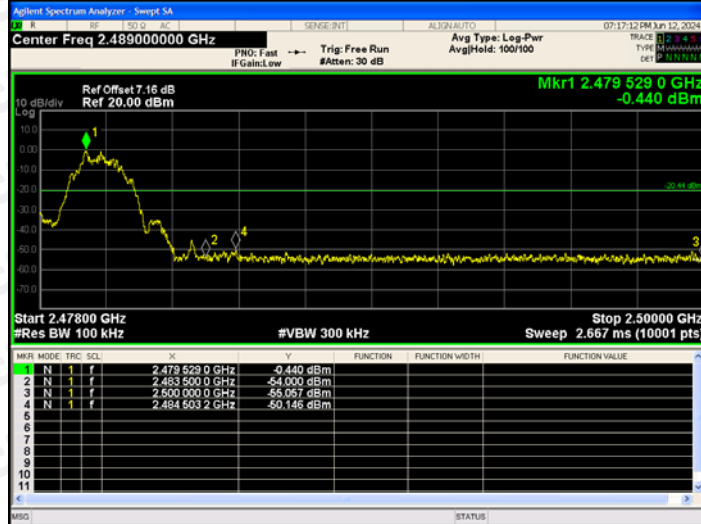 Agilent Spectrum Analyzer - Swept SA
R RF 50 Ω AC SENSE:INT ALIGN AUTO 07:17:12 PM Jun 12, 2024
Center Freq 2.489000000 GHz
Avg Type: Log-Pwr
TRACE 1 2 3 4 5
PNO: Fast Trig: Free Run Avg|Hold: 100/100
TYPE M
IFGain:Low #Atten: 30 dB
DET P N N N N
Mkr1 2.479 529 0 GHz
-0.440 dBm
Ref Offset 7.16 dB
10 dB/div Ref 20.00 dBm
Log
10.0
0.00
-10.0
-20.0
-20.44 dBm
-30.0
-40.0
-50.0
-60.0
-70.0
1
2
4
3
Start 2.47800 GHz Stop 2.50000 GHz
#Res BW 100 kHz #VBW 300 kHz Sweep 2.667 ms (10001 pts)
MKR MODE TRC SCL X Y FUNCTION FUNCTION WIDTH FUNCTION VALUE
1 N 1 f 2.479 529 0 GHz -0.440 dBm
2 N 1 f 2.483 500 0 GHz -54.000 dBm
3 N 1 f 2.500 000 0 GHz -55.057 dBm
4 N 1 f 2.484 503 2 GHz -50.146 dBm
5
6
7
8
9
10
11
MSG STATUS